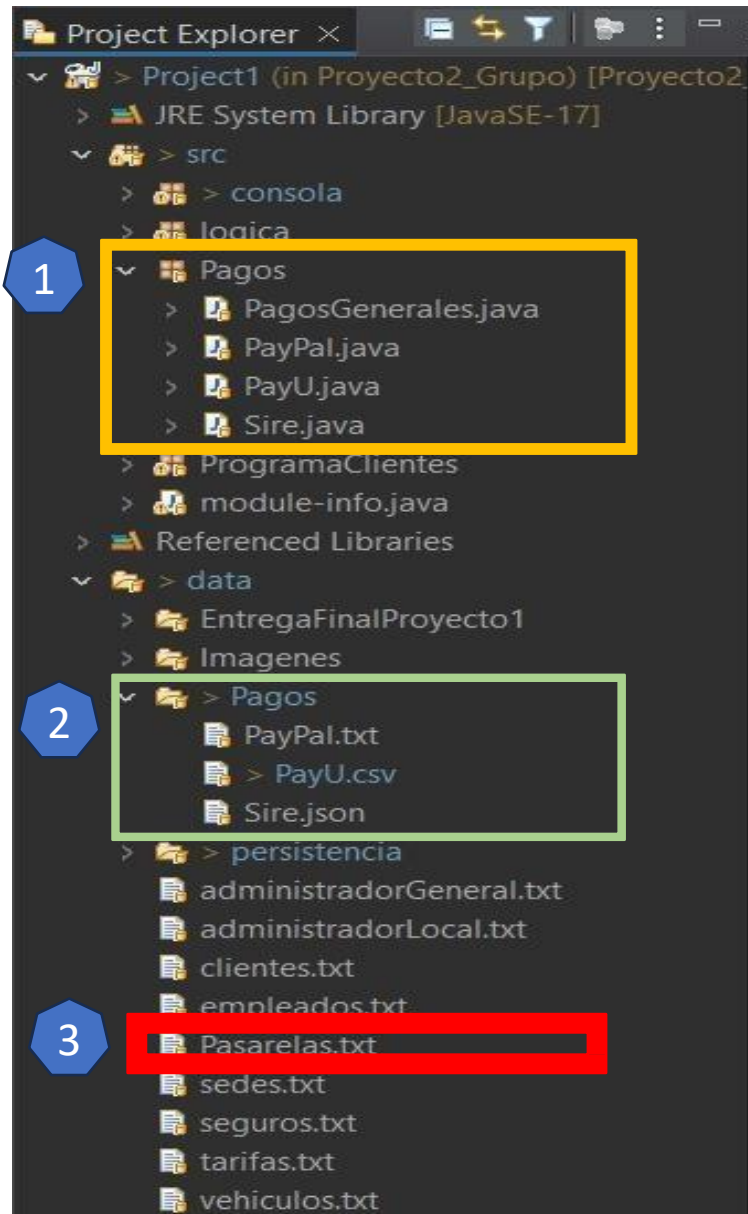 Project Explorer ×
> Project1 (in Proyecto2_Grupo) [Proyecto2_
JRE System Library [JavaSE-17]
> src
> consola
logica
1
Pagos
PagosGenerales.java
PayPal.java
PayU.java
Sire.java
ProgramaClientes
module-info.java
Referenced Libraries
> data
EntregaFinalProyecto1
Imagenes
2
> Pagos
PayPal.txt
> PayU.csv
Sire.json
> persistencia
administradorGeneral.txt
administradorLocal.txt
clientes.txt
empleados.txt
3
Pasarelas.txt
sedes.txt
seguros.txt
tarifas.txt
vehiculos.txt